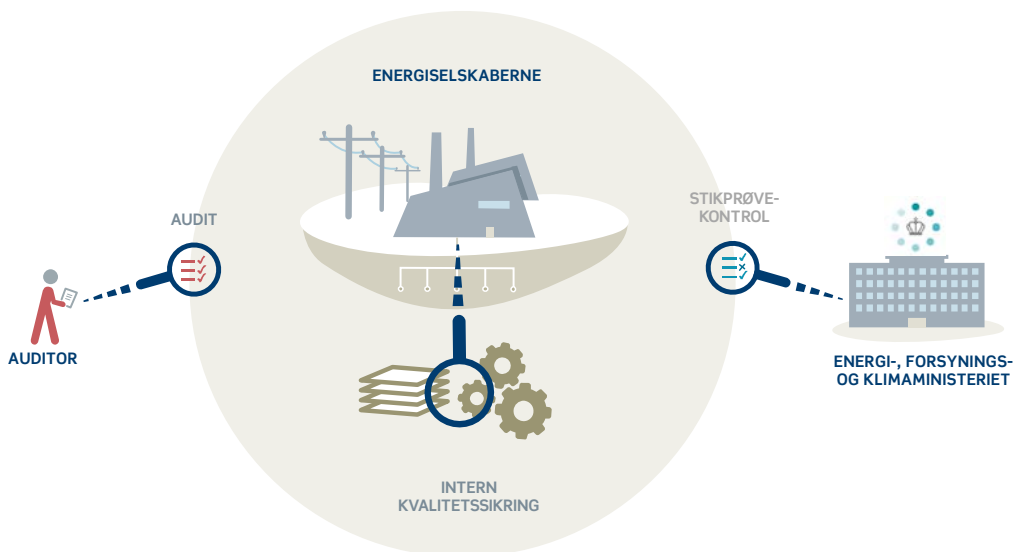 ENERGISELSKABERNE
AUDIT
STIKPRØVE-
KONTROL
AUDITOR
ENERGI-, FORSYNINGS-
OG KLIMAMINISTERIET
INTERN
KVALITETSSIKRING